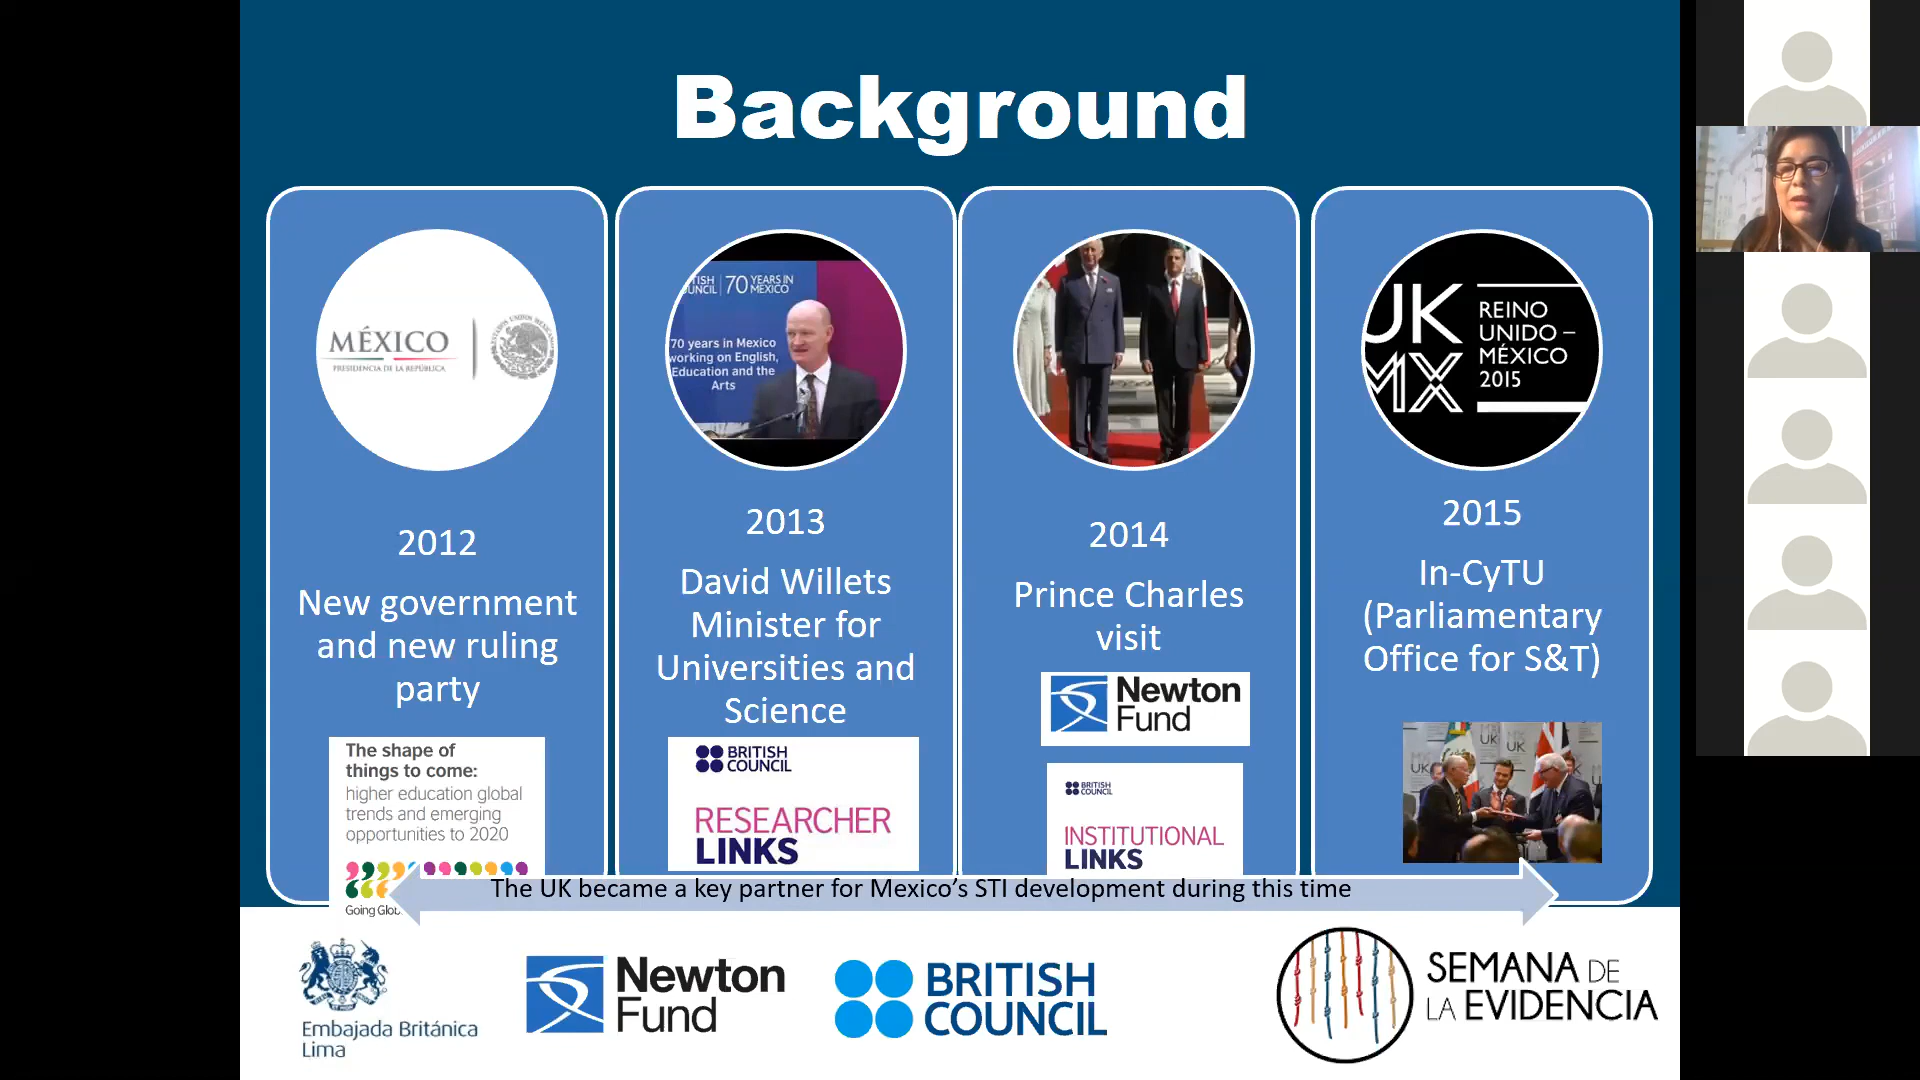 Background
MÉXICO
PRESIDENCIA DE LA REPÚBLICA
2012
New government
and new ruling
party
The shape of
things to come:
higher education global
trends and emerging
opportunities to 2020
70 YEARS IN
MEXICO
70 years in Mexico
working on English,
Education and the
Arts
2013
David Willets
Minister for
Universities and
Science
BRITISH
COUNCIL
RESEARCHER
LINKS
2014
Prince Charles
visit
Newton
Fund
BRITISH
COUNCIL
INSTITUTIONAL
LINKS
UK
MX
REINO
UNIDO –
MÉXICO
2015
2015
In-CyTU
(Parliamentary
Office for S&T)
The UK became a key partner for Mexico’s STI development during this time
Embajada Británica
Lima
Newton
Fund
BRITISH
COUNCIL
SEMANA DE
LA EVIDENCIA